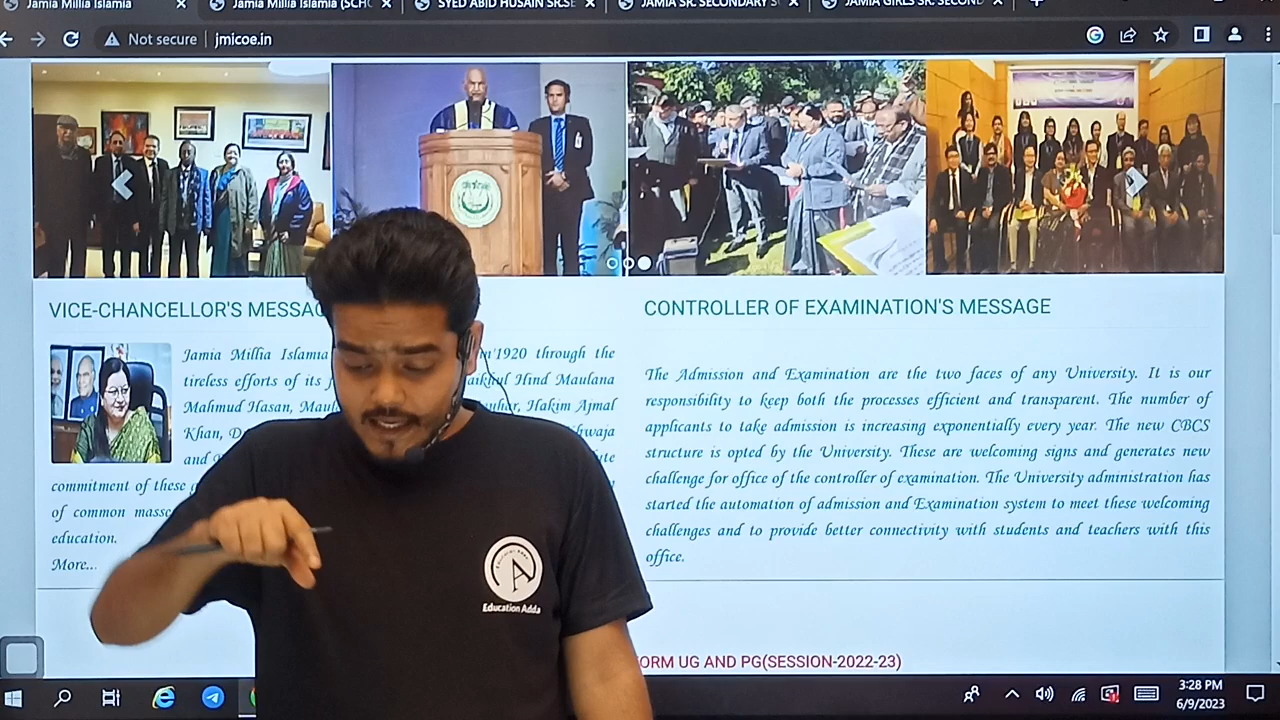 Jamia Millia Islamia
Jamia Millia Islamia (SCHO
SYED ABID HUSAIN SR.SE
JAMIA SR. SECONDARY S
JAMIA GIRLS SR. SECOND
Not secure
jmicoe.in
VICE-CHANCELLOR'S MESSAG
Jamia Millia Islamia
in'1920 through the
tireless efforts of its f
aikhul Hind Maulana
Mahmud Hasan, Maul
uhar, Hakim Ajmal
Khan, D
hwaja
and
commitment of these g
of common masse
education.
More...
CONTROLLER OF EXAMINATION'S MESSAGE
The Admission and Examination are the two faces of any University. It is our
responsibility to keep both the processes efficient and transparent. The number of
applicants to take admission is increasing exponentially every year. The new CBCS
structure is opted by the University. These are welcoming signs and generates new
challenge for office of the controller of examination. The University administration has
started the automation of admission and Examination system to meet these welcoming
challenges and to provide better connectivity with students and teachers with this
office.
A
Education Adda
ORM UG AND PG(SESSION-2022-23)
3:28 PM
6/9/2023